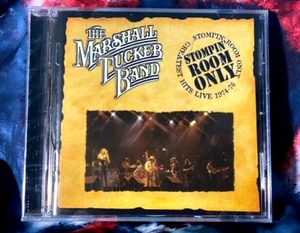 THE
MARSHALL
TUCKER
BAND
STOMPIN'
ROOM
ONLY
GREATEST HITS LIVE 1974-76
STOMPIN' ROOM ONLY